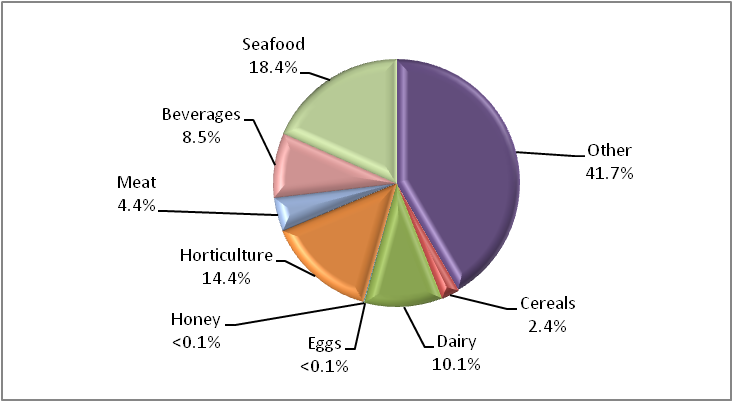 Seafood
18.4%
Beverages
8.5%
Meat
4.4%
Horticulture
14.4%
Honey
<0.1%
Eggs
<0.1%
Dairy
10.1%
Cereals
2.4%
Other
41.7%